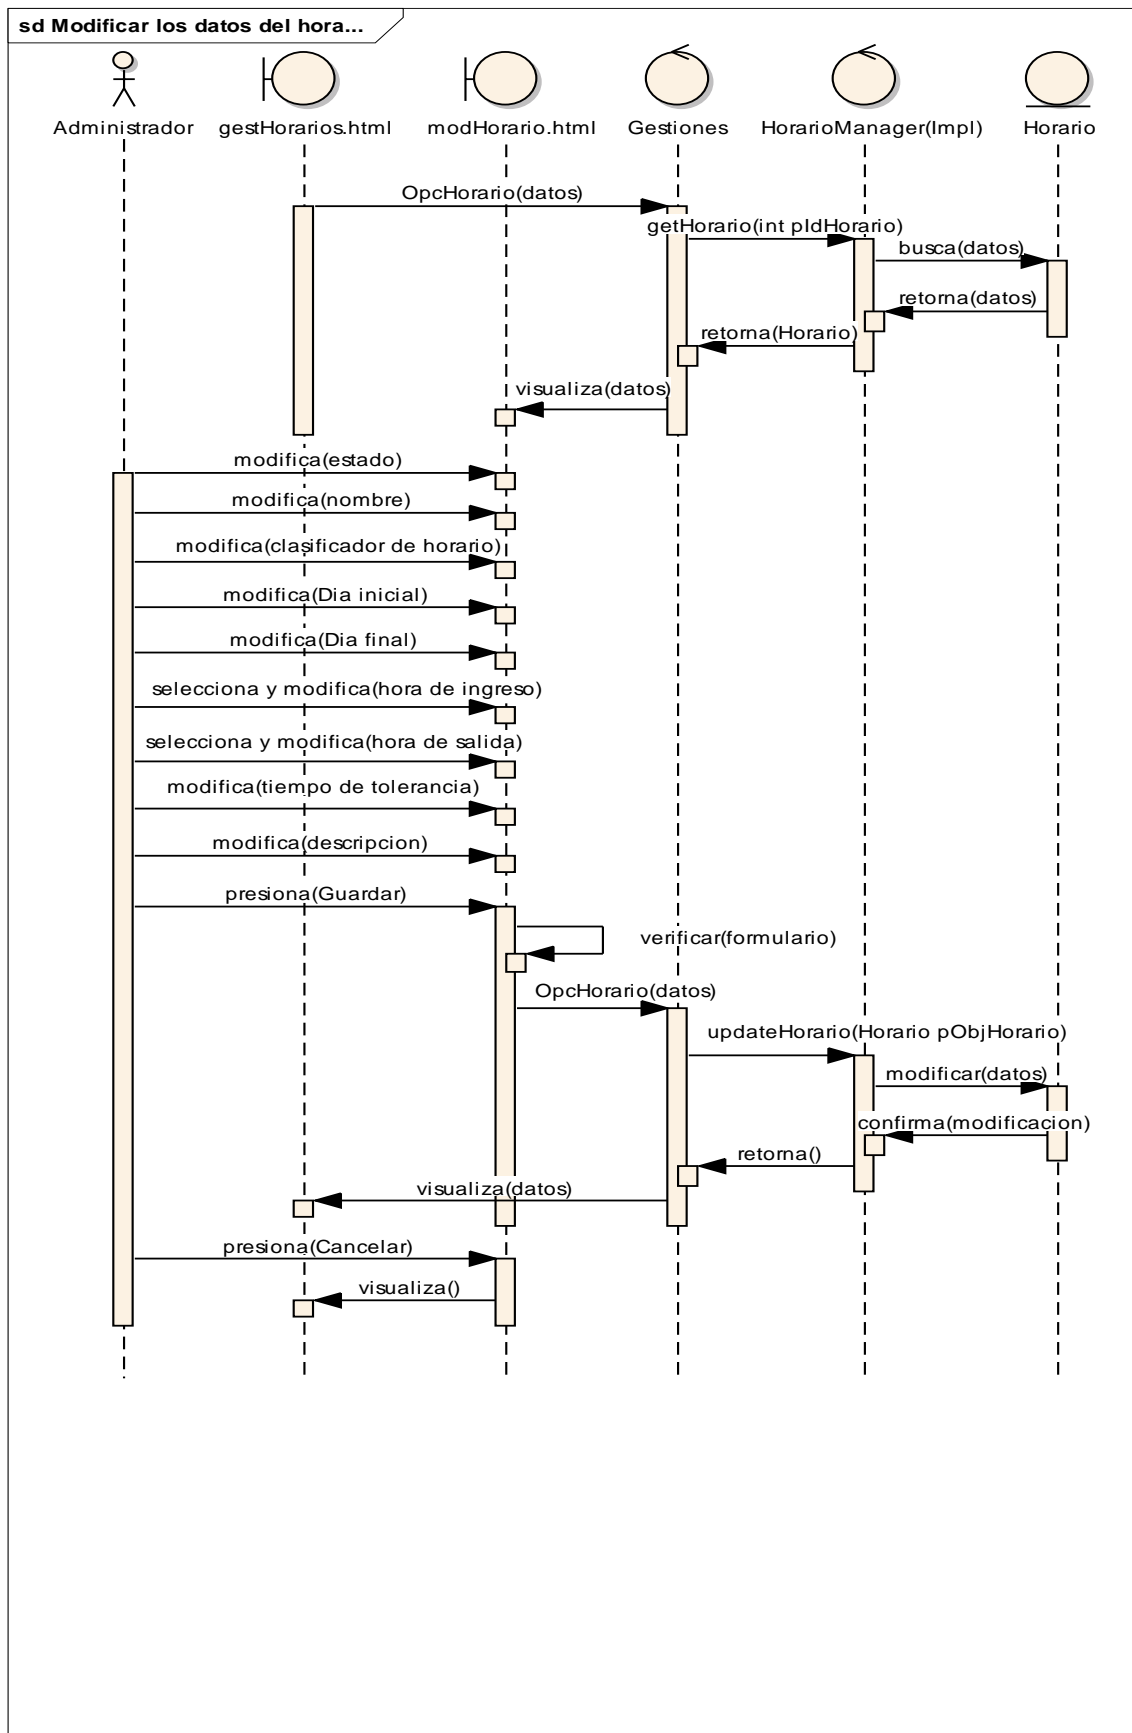 sd Modificar los datos del hora...
Administrador
gestHorarios.html
modHorario.html
Gestiones
HorarioManager(Impl)
Horario
OpcHorario(datos)
getHorario(int pIdHorario)
busca(datos)
retorna(datos)
retorna(Horario)
visualiza(datos)
modifica(estado)
modifica(nombre)
modifica(clasificador de horario)
modifica(Dia inicial)
modifica(Dia final)
selecciona y modifica(hora de ingreso)
selecciona y modifica(hora de salida)
modifica(tiempo de tolerancia)
modifica(descripcion)
presiona(Guardar)
verificar(formulario)
OpcHorario(datos)
updateHorario(Horario pObjHorario)
modificar(datos)
confirma(modificacion)
retorna()
visualiza(datos)
presiona(Cancelar)
visualiza()